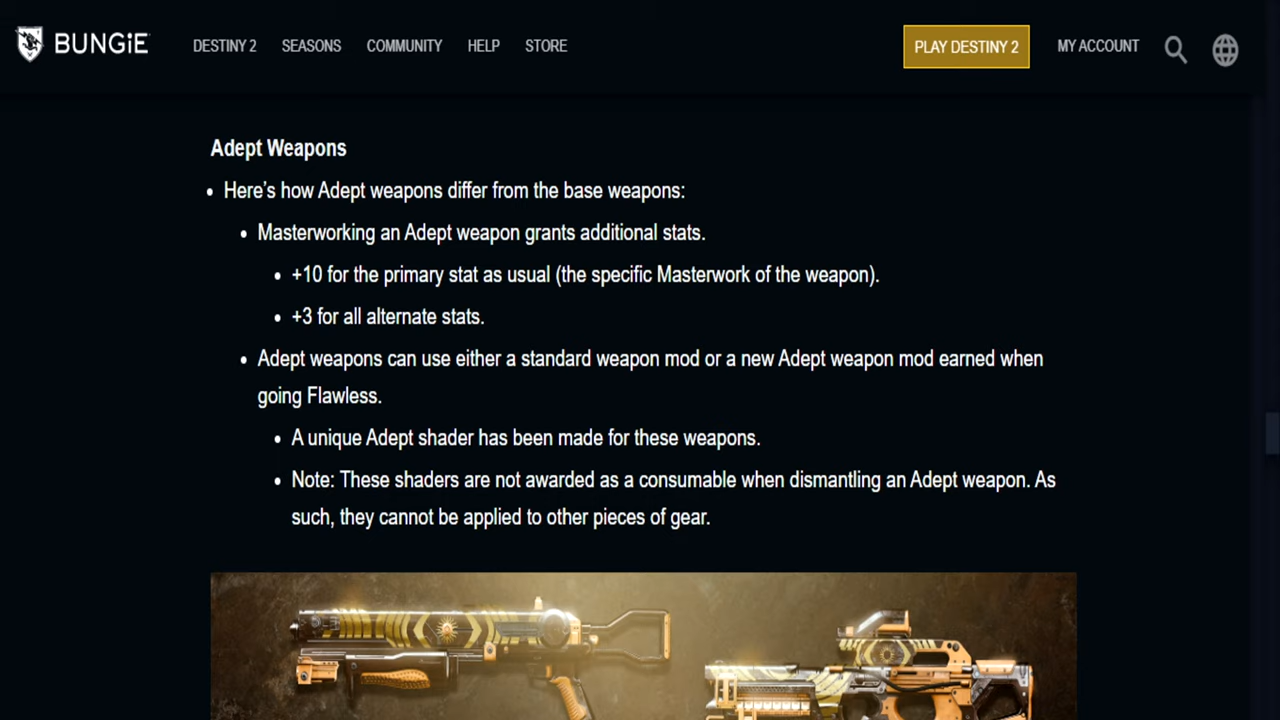 BUNGiE DESTINY 2 SEASONS COMMUNITY HELP STORE PLAY DESTINY 2 MY ACCOUNT
Adept Weapons
• Here's how Adept weapons differ from the base weapons:
• Masterworking an Adept weapon grants additional stats.
• +10 for the primary stat as usual (the specific Masterwork of the weapon).
• +3 for all alternate stats.
• Adept weapons can use either a standard weapon mod or a new Adept weapon mod earned when
going Flawless.
• A unique Adept shader has been made for these weapons.
• Note: These shaders are not awarded as a consumable when dismantling an Adept weapon. As
such, they cannot be applied to other pieces of gear.